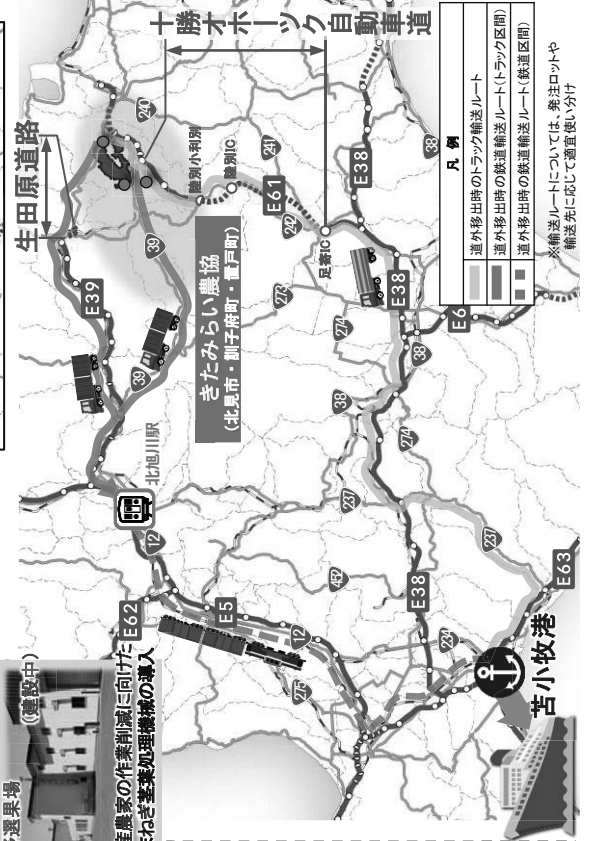 生田原道路
十勝オホーツク自動車道
240
E39
39
39
陸別小利別
陸別IC
241
E61
242
足寄IC
E38
38
きたみらい農協
(北見市・訓子府町・置戸町)
273
274
E38
38
E6
38
274
237
237
北旭川駅
12
E62
E5
12
275
452
E38
234
E63
苫小牧港
選果場
(建設中)
農家の作業削減に向けた
ねぎ茎葉処理機械の導入
凡 例
道外移出時のトラック輸送ルート
道外移出時の鉄道輸送ルート(トラック区間)
道外移出時の鉄道輸送ルート(鉄道区間)
※輸送ルートについては、発注ロットや
輸送先に応じて適宜使い分け